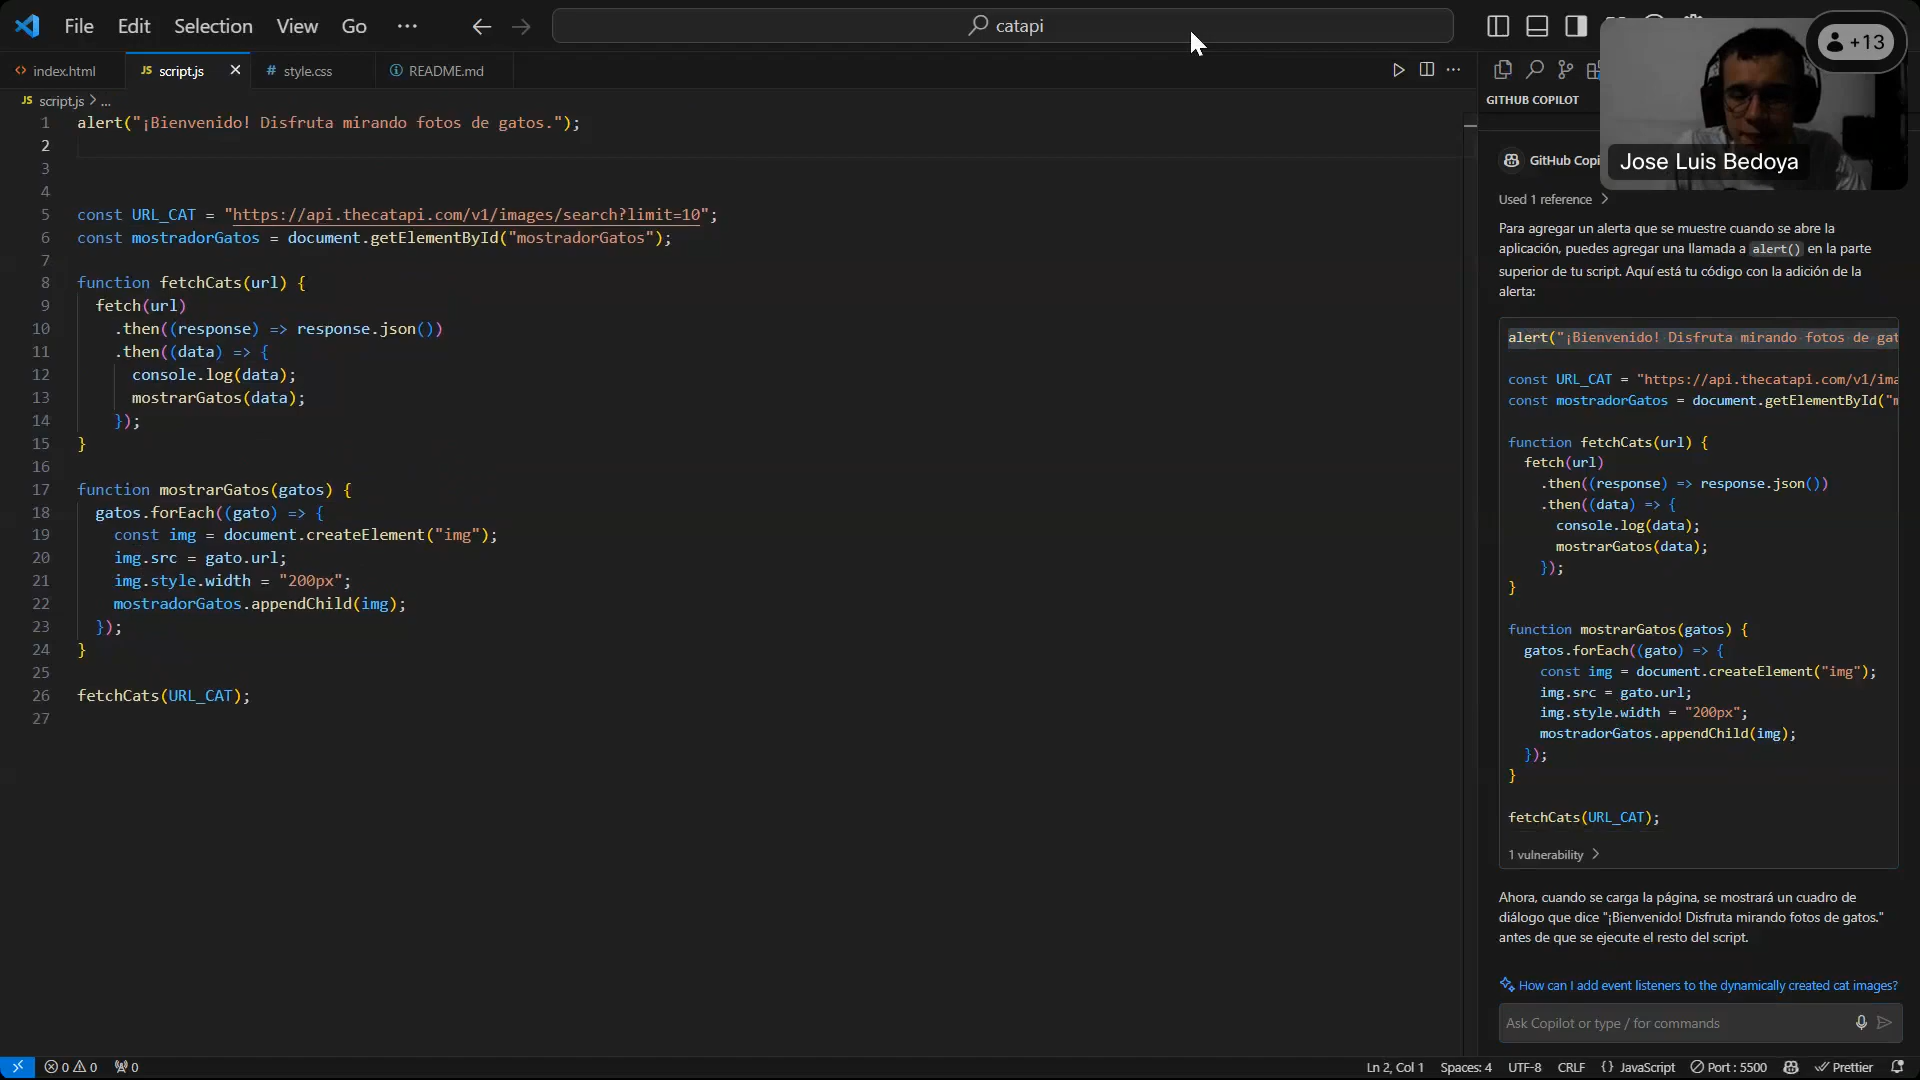 File Edit Selection View Go ··· catapi
+13
index.html JS script.js # style.css README.md
GITHUB COPILOT
JS script.js > ...
1 alert("¡Bienvenido! Disfruta mirando fotos de gatos.");
2
3
4
5 const URL_CAT = "https://api.thecatapi.com/v1/images/search?limit=10";
6 const mostradorGatos = document.getElementById("mostradorGatos");
7
8 function fetchCats(url) {
9 fetch(url)
10 .then((response) => response.json())
11 .then((data) => {
12 console.log(data);
13 mostrarGatos(data);
14 });
15 }
16
17 function mostrarGatos(gatos) {
18 gatos.forEach((gato) => {
19 const img = document.createElement("img");
20 img.src = gato.url;
21 img.style.width = "200px";
22 mostradorGatos.appendChild(img);
23 });
24 }
25
26 fetchCats(URL_CAT);
27
GitHub Copi
Jose Luis Bedoya
Used 1 reference >
Para agregar un alerta que se muestre cuando se abre la
aplicación, puedes agregar una llamada a alert() en la parte
superior de tu script. Aquí está tu código con la adición de la
alerta:
alert("¡Bienvenido! Disfruta mirando fotos de gat
const URL_CAT = "https://api.thecatapi.com/v1/ima
const mostradorGatos = document.getElementById("m
function fetchCats(url) {
fetch(url)
.then((response) => response.json())
.then((data) => {
console.log(data);
mostrarGatos(data);
});
}
function mostrarGatos(gatos) {
gatos.forEach((gato) => {
const img = document.createElement("img");
img.src = gato.url;
img.style.width = "200px";
mostradorGatos.appendChild(img);
});
}
fetchCats(URL_CAT);
1 vulnerability >
Ahora, cuando se carga la página, se mostrará un cuadro de
diálogo que dice "¡Bienvenido! Disfruta mirando fotos de gatos."
antes de que se ejecute el resto del script.
How can I add event listeners to the dynamically created cat images?
Ask Copilot or type / for commands
0 0 0 Ln 2, Col 1 Spaces: 4 UTF-8 CRLF {} JavaScript Port : 5500 Prettier